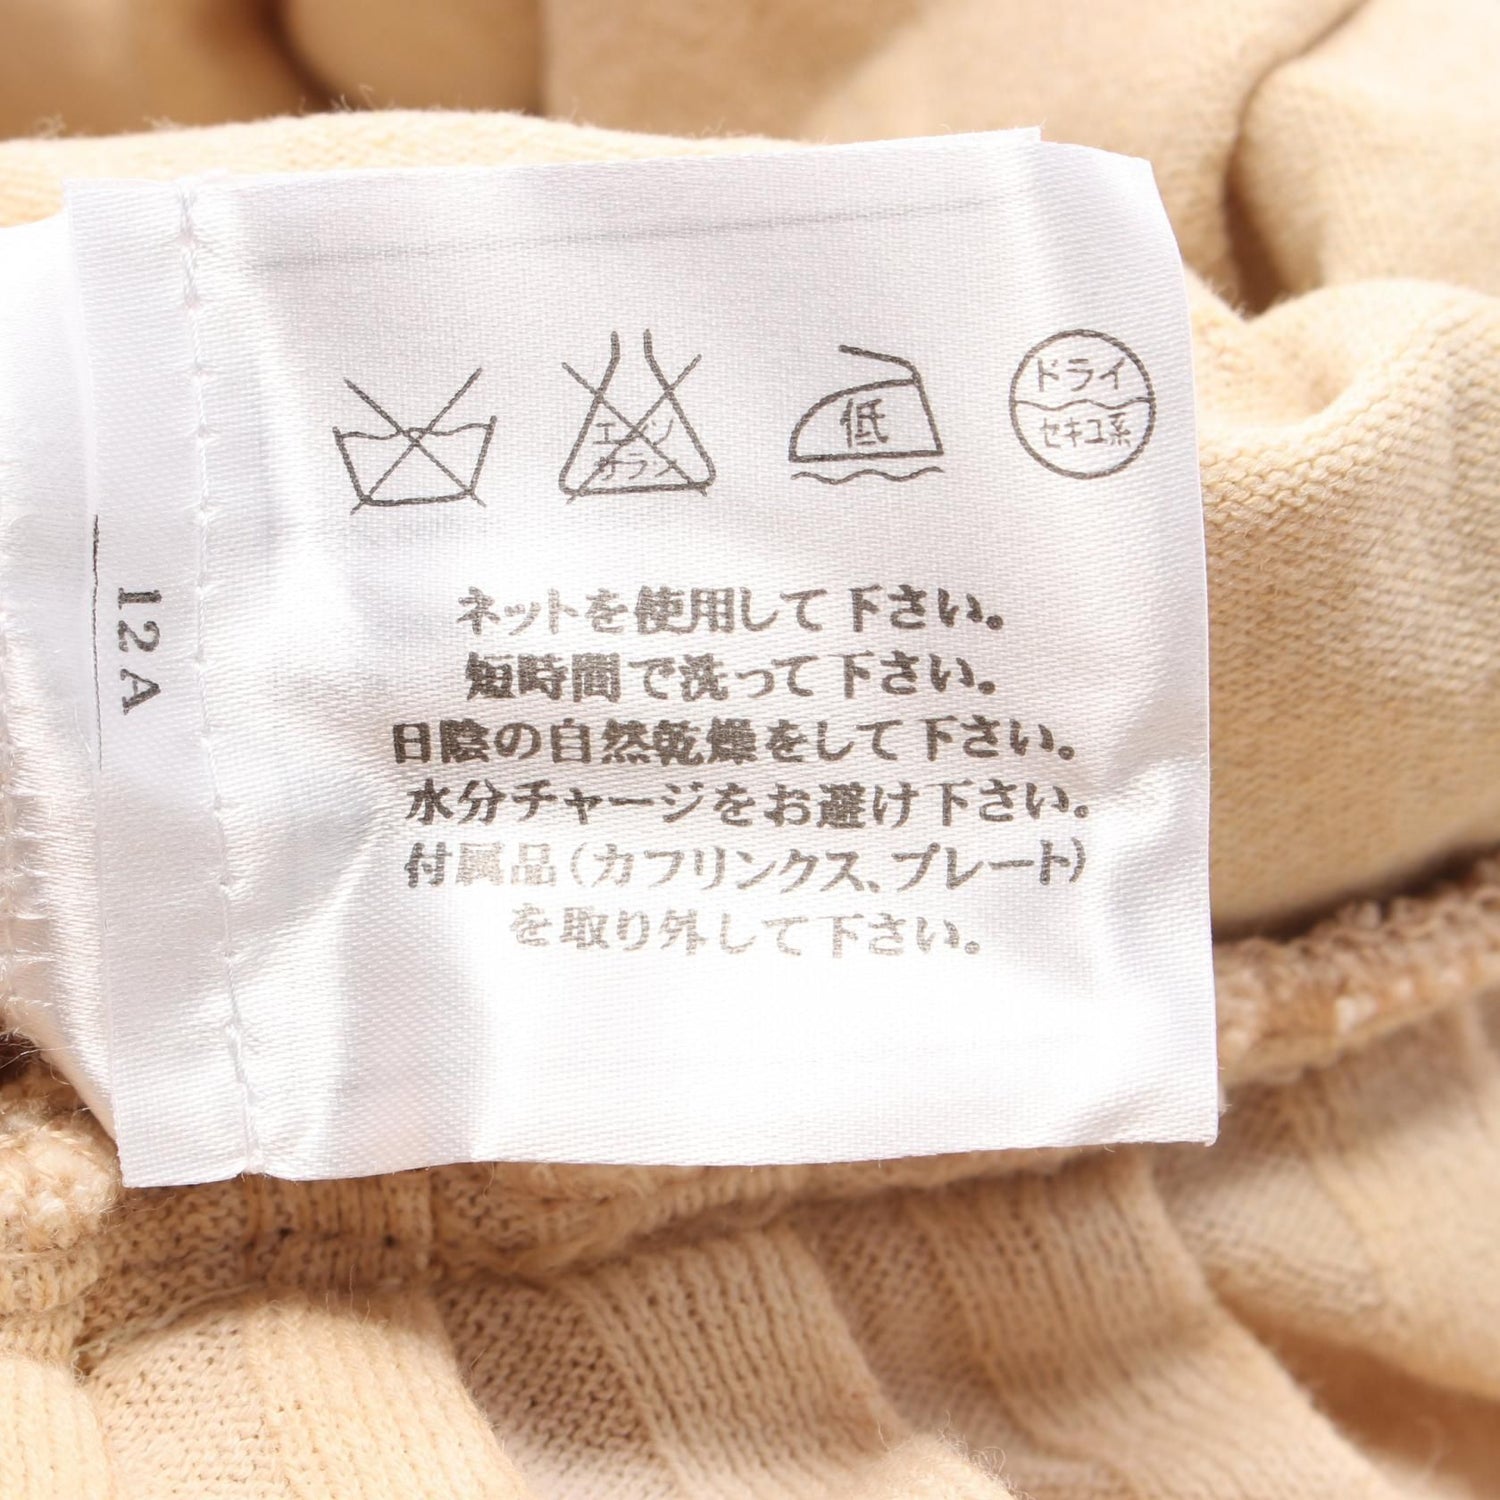 エンソ
サラシ
低
ドライ
セキユ系
12A
ネットを使用して下さい。
短時間で洗って下さい。
日陰の自然乾燥をして下さい。
水分チャージをお避け下さい。
付属品(カフリンクス、プレート)
を取り外して下さい。